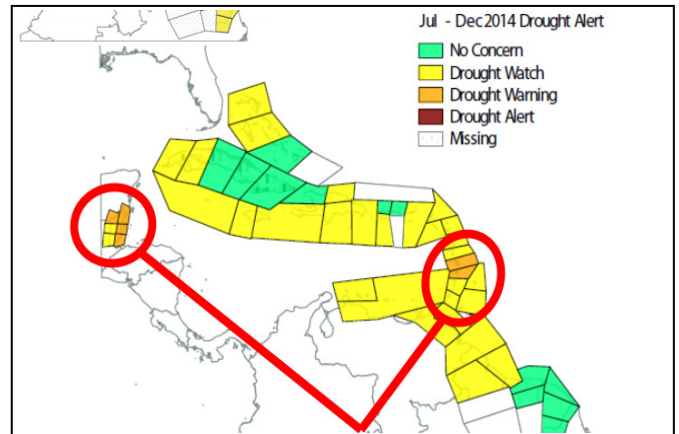 Jul - Dec 2014 Drought Alert
No Concern
Drought Watch
Drought Warning
Drought Alert
Missing